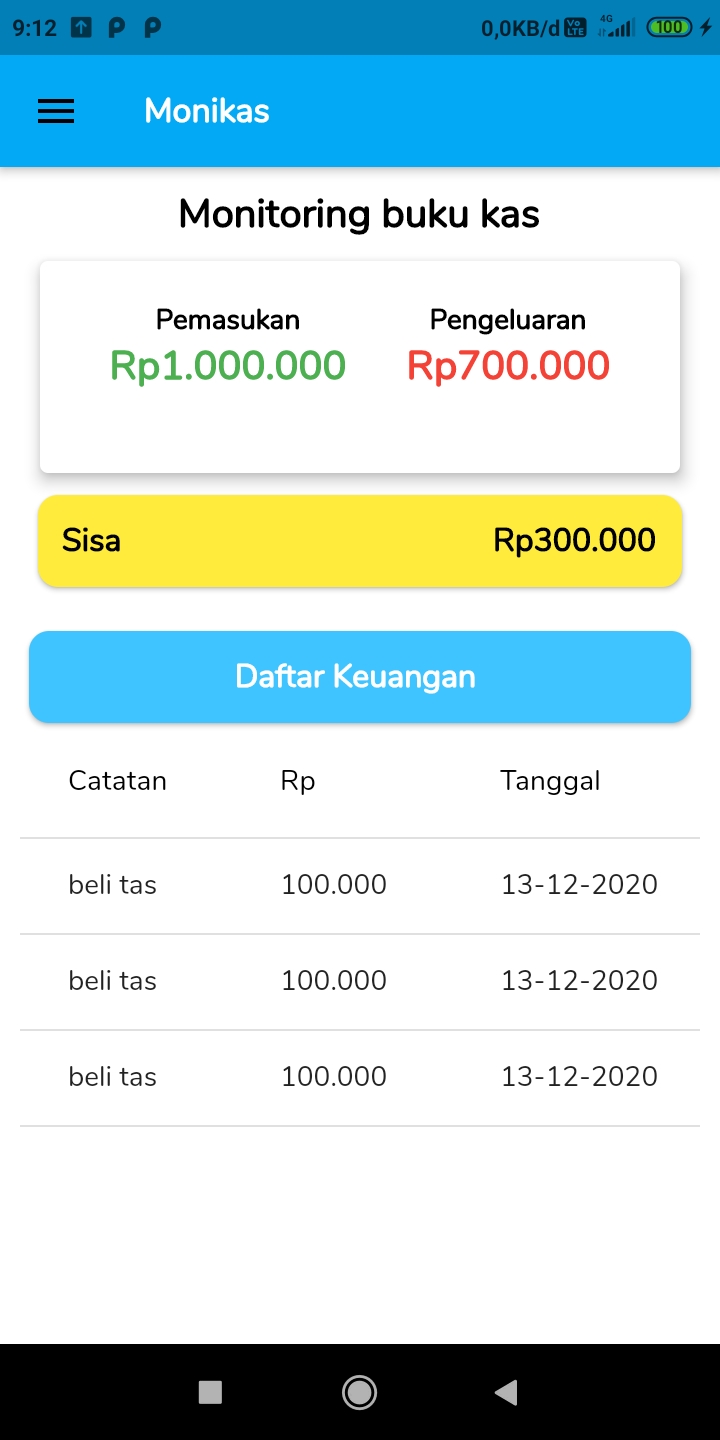 9:12 0,0KB/d Vo LTE 4G 100
Monikas
Monitoring buku kas
Pemasukan Pengeluaran
Rp1.000.000 Rp700.000
Sisa Rp300.000
Daftar Keuangan
Catatan Rp Tanggal
beli tas 100.000 13-12-2020
beli tas 100.000 13-12-2020
beli tas 100.000 13-12-2020